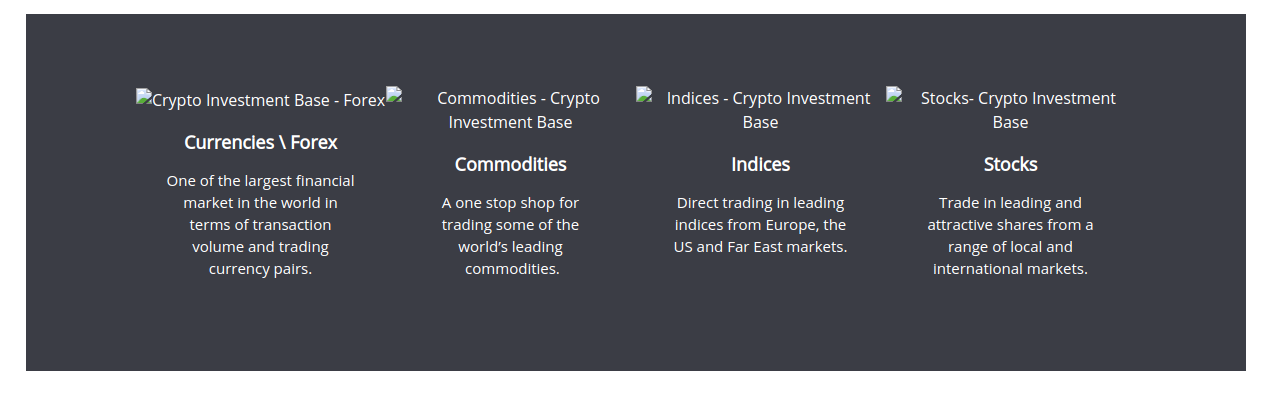 Crypto Investment Base - Forex
Currencies \ Forex
One of the largest financial
market in the world in
terms of transaction
volume and trading
currency pairs.
Commodities - Crypto
Investment Base
Commodities
A one stop shop for
trading some of the
world’s leading
commodities.
Indices - Crypto Investment
Base
Indices
Direct trading in leading
indices from Europe, the
US and Far East markets.
Stocks- Crypto Investment
Base
Stocks
Trade in leading and
attractive shares from a
range of local and
international markets.